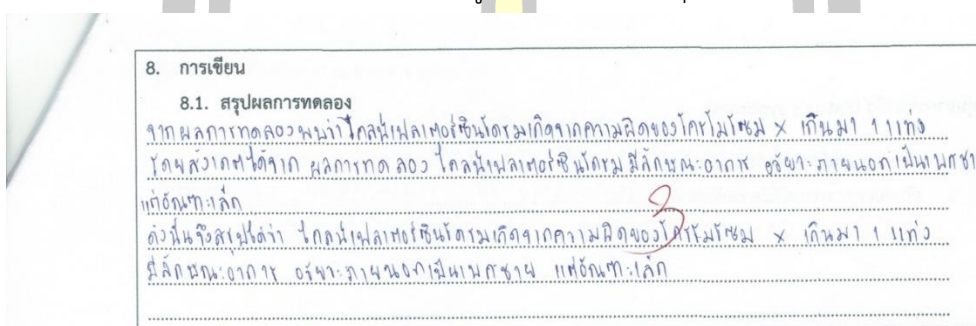 8. การเขียน
8.1. สรุปผลการทดลอง
จากผลการทดลองพบว่าไคลน์เฟลเตอร์ซินโดรมเกิดจากความผิดของโครโมโซม X เกินมา 1 แท่ง
โดยสังเกตได้จาก ผลการทดลอง ไคลน์เฟลเตอร์ซินโดรม มีลักษณะอาการ อวัยวะภายนอกเป็นเพศชา
แต่อัณฑะเล็ก
ดังนั้นจึงสรุปได้ว่า ไคลน์เฟลเตอร์ซินโดรมเกิดจากความผิดของโครโมโซม X เกินมา 1 แท่ง
มีลักษณะอาการ อวัยวะภายนอกเป็นเพศชาย แต่อัณฑะเล็ก
3